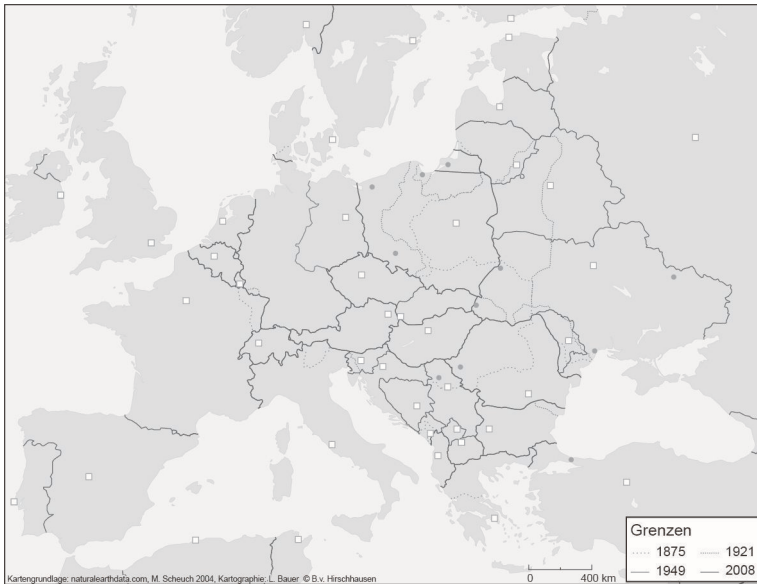 Grenzen
1875 1921
1949 2008
0 400 km
Kartengrundlage: naturalearthdata.com, M. Scheuch 2004, Kartographie: L. Bauer © B.v. Hirschhausen